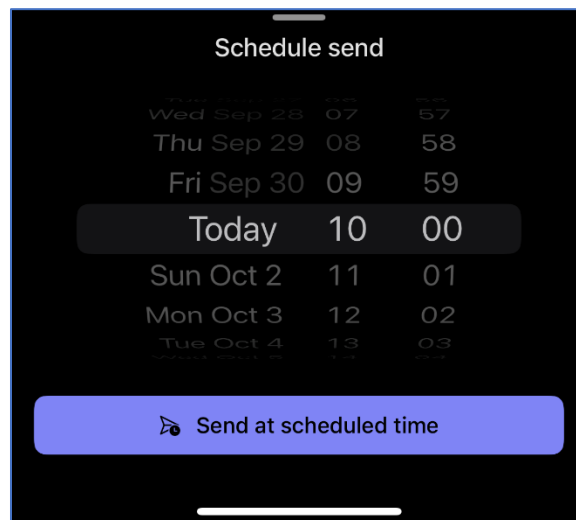 Schedule send
Wed Sep 28 07 57
Thu Sep 29 08 58
Fri Sep 30 09 59
Today 10 00
Sun Oct 2 11 01
Mon Oct 3 12 02
Tue Oct 4 13 03
Send at scheduled time